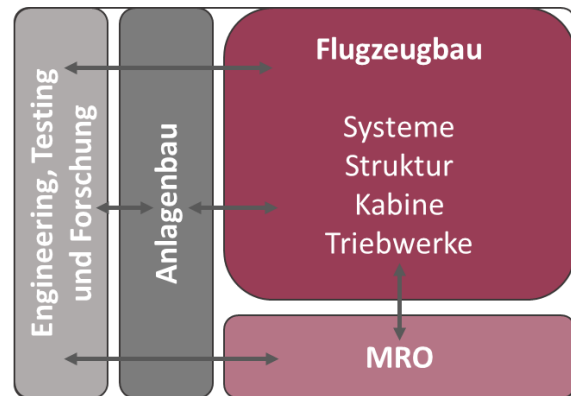 Engineering, Testing
und Forschung
Anlagenbau
Flugzeugbau
Systeme
Struktur
Kabine
Triebwerke
MRO